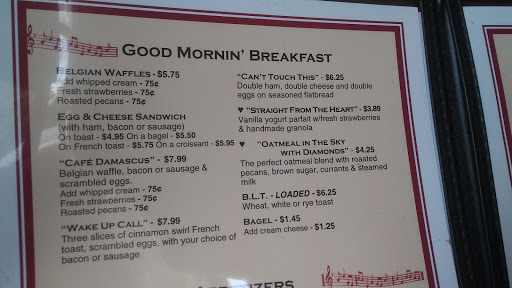 GOOD MORNIN' BREAKFAST
BELGIAN WAFFLES - $5.75
Add whipped cream - 75¢
Fresh strawberries - 75¢
Roasted pecans - 75¢
EGG & CHEESE SANDWICH
(with ham, bacon or sausage)
On toast - $4.95 On a bagel - $5.50
On French toast - $5.75 On a croissant - $5.95
"CAFÉ DAMASCUS" - $7.99
Belgian waffle, bacon or sausage &
scrambled eggs.
Add whipped cream - 75¢
Fresh strawberries - 75¢
Roasted pecans - 75¢
"WAKE UP CALL" - $7.99
Three slices of cinnamon swirl French
toast, scrambled eggs, with your choice of
bacon or sausage
"CAN'T TOUCH THIS" - $6.25
Double ham, double cheese and double
eggs on seasoned flatbread
♥ "STRAIGHT FROM THE HEART" - $3.89
Vanilla yogurt parfait w/fresh strawberries
& handmade granola
♥ "OATMEAL IN THE SKY
WITH DIAMONDS" - $4.25
The perfect oatmeal blend with roasted
pecans, brown sugar, currants & steamed
milk
B.L.T. - LOADED - $6.25
Wheat, white or rye toast
BAGEL - $1.45
Add cream cheese - $1.25
APPETIZERS